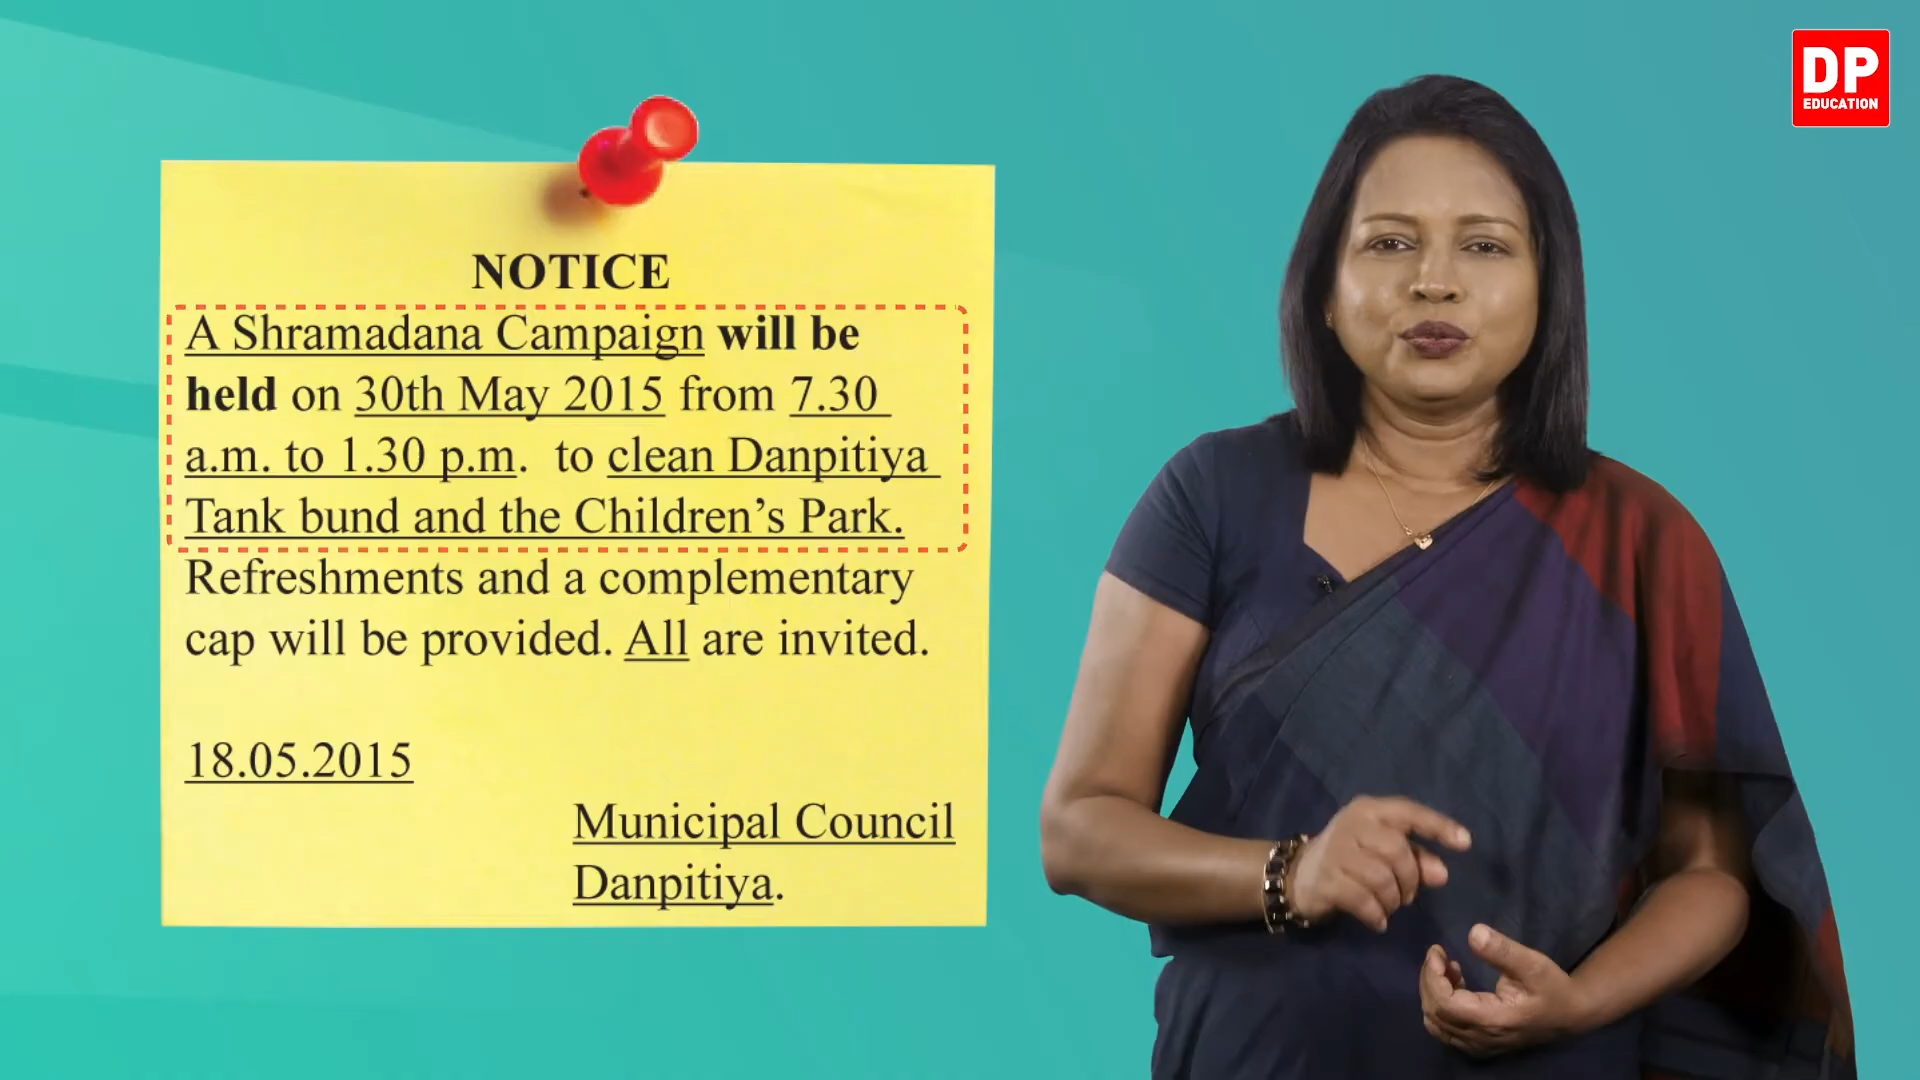 DP
EDUCATION
NOTICE
A Shramadana Campaign will be
held on 30th May 2015 from 7.30
a.m. to 1.30 p.m. to clean Danpitiya
Tank bund and the Children's Park.
Refreshments and a complementary
cap will be provided. All are invited.
18.05.2015
Municipal Council
Danpitiya.